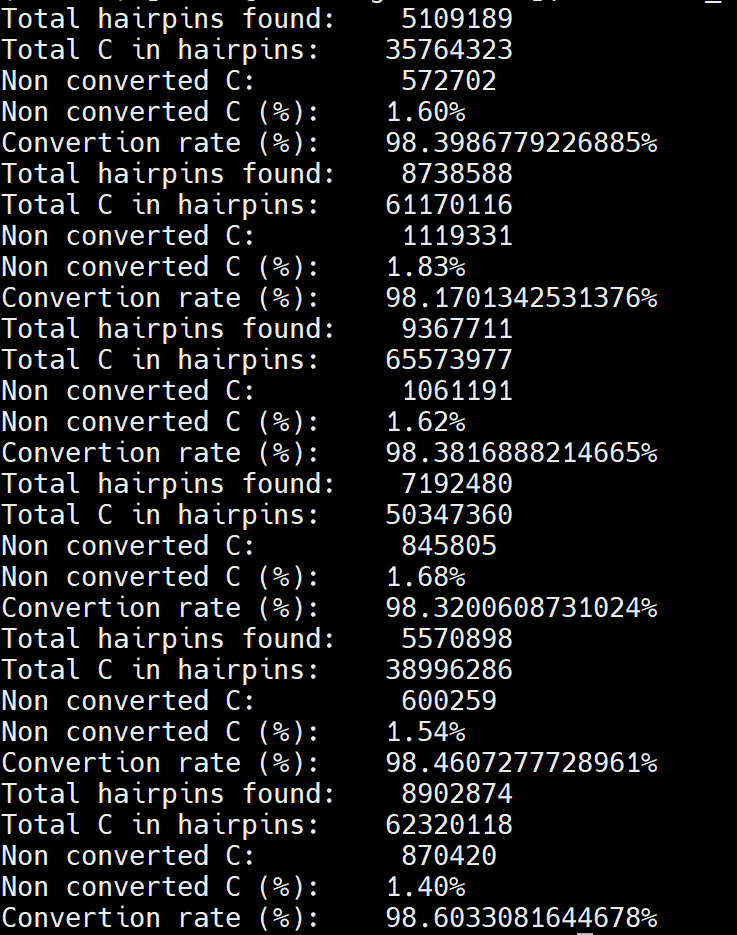 Total hairpins found: 5109189
Total C in hairpins: 35764323
Non converted C: 572702
Non converted C (%): 1.60%
Convertion rate (%): 98.3986779226885%
Total hairpins found: 8738588
Total C in hairpins: 61170116
Non converted C: 1119331
Non converted C (%): 1.83%
Convertion rate (%): 98.1701342531376%
Total hairpins found: 9367711
Total C in hairpins: 65573977
Non converted C: 1061191
Non converted C (%): 1.62%
Convertion rate (%): 98.3816888214665%
Total hairpins found: 7192480
Total C in hairpins: 50347360
Non converted C: 845805
Non converted C (%): 1.68%
Convertion rate (%): 98.3200608731024%
Total hairpins found: 5570898
Total C in hairpins: 38996286
Non converted C: 600259
Non converted C (%): 1.54%
Convertion rate (%): 98.4607277728961%
Total hairpins found: 8902874
Total C in hairpins: 62320118
Non converted C: 870420
Non converted C (%): 1.40%
Convertion rate (%): 98.6033081644678%